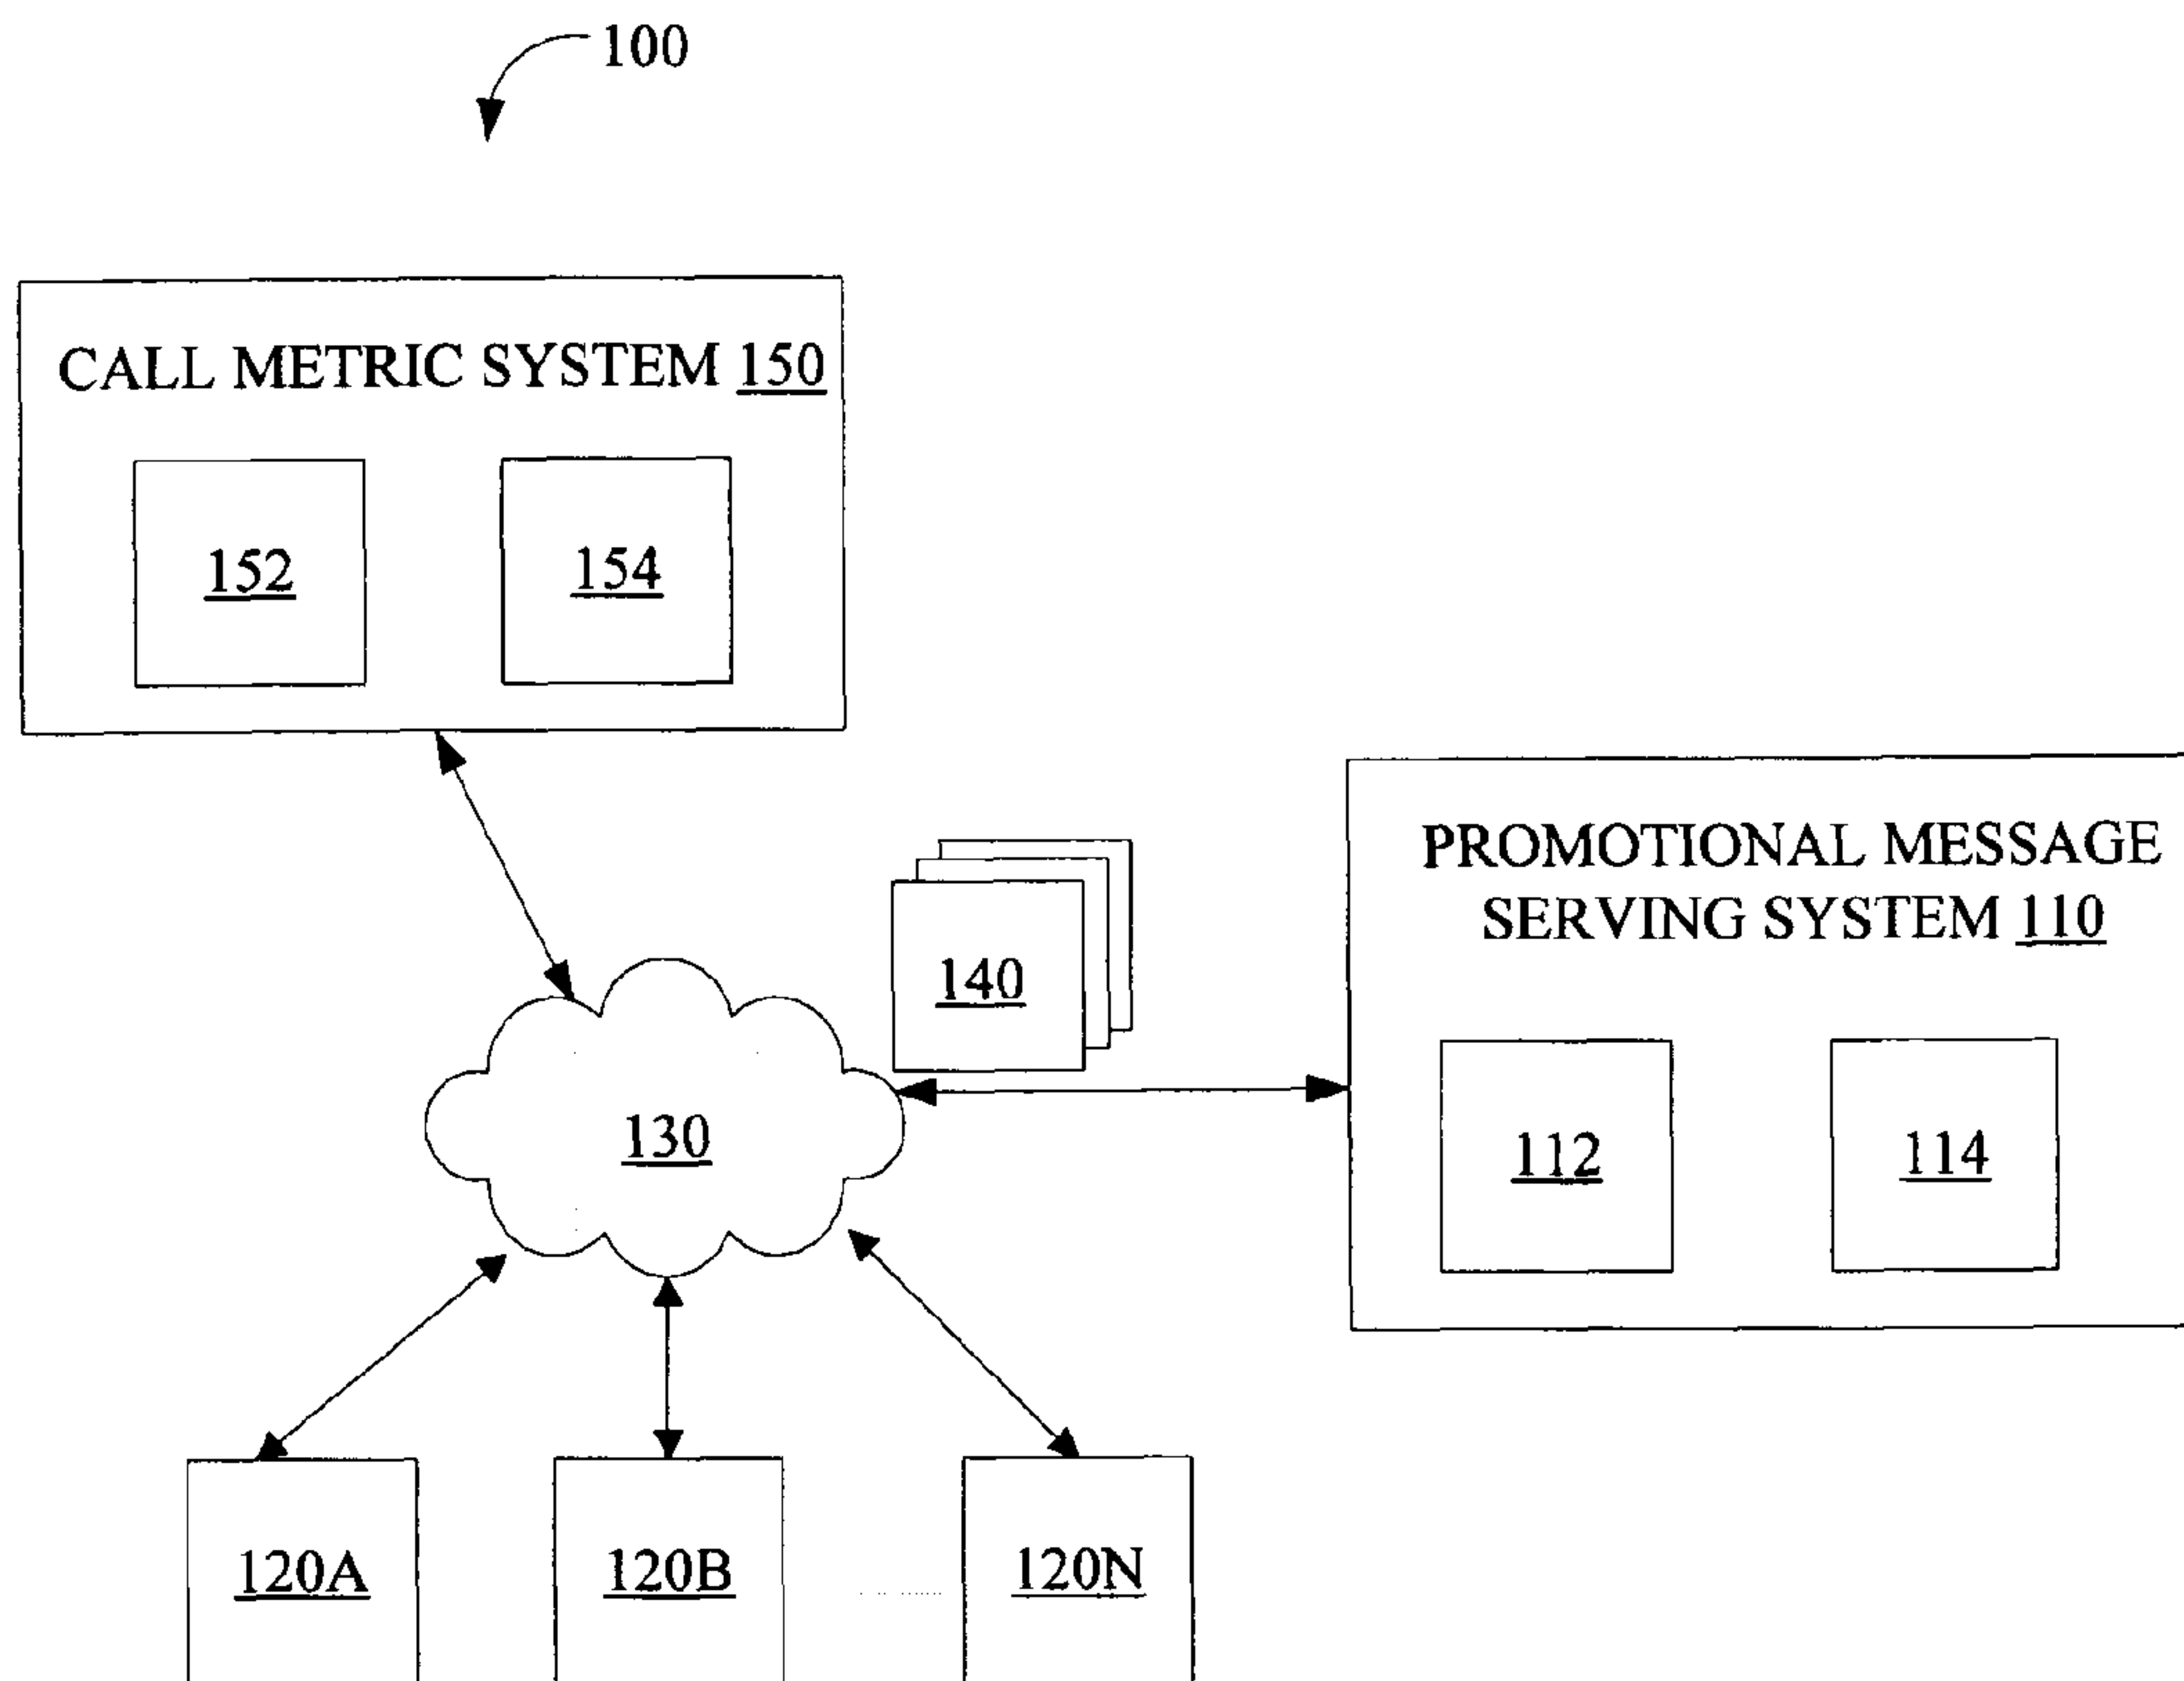 100
CALL METRIC SYSTEM 150
152
154
PROMOTIONAL MESSAGE
SERVING SYSTEM 110
140
130
112
114
120A
120B
120N